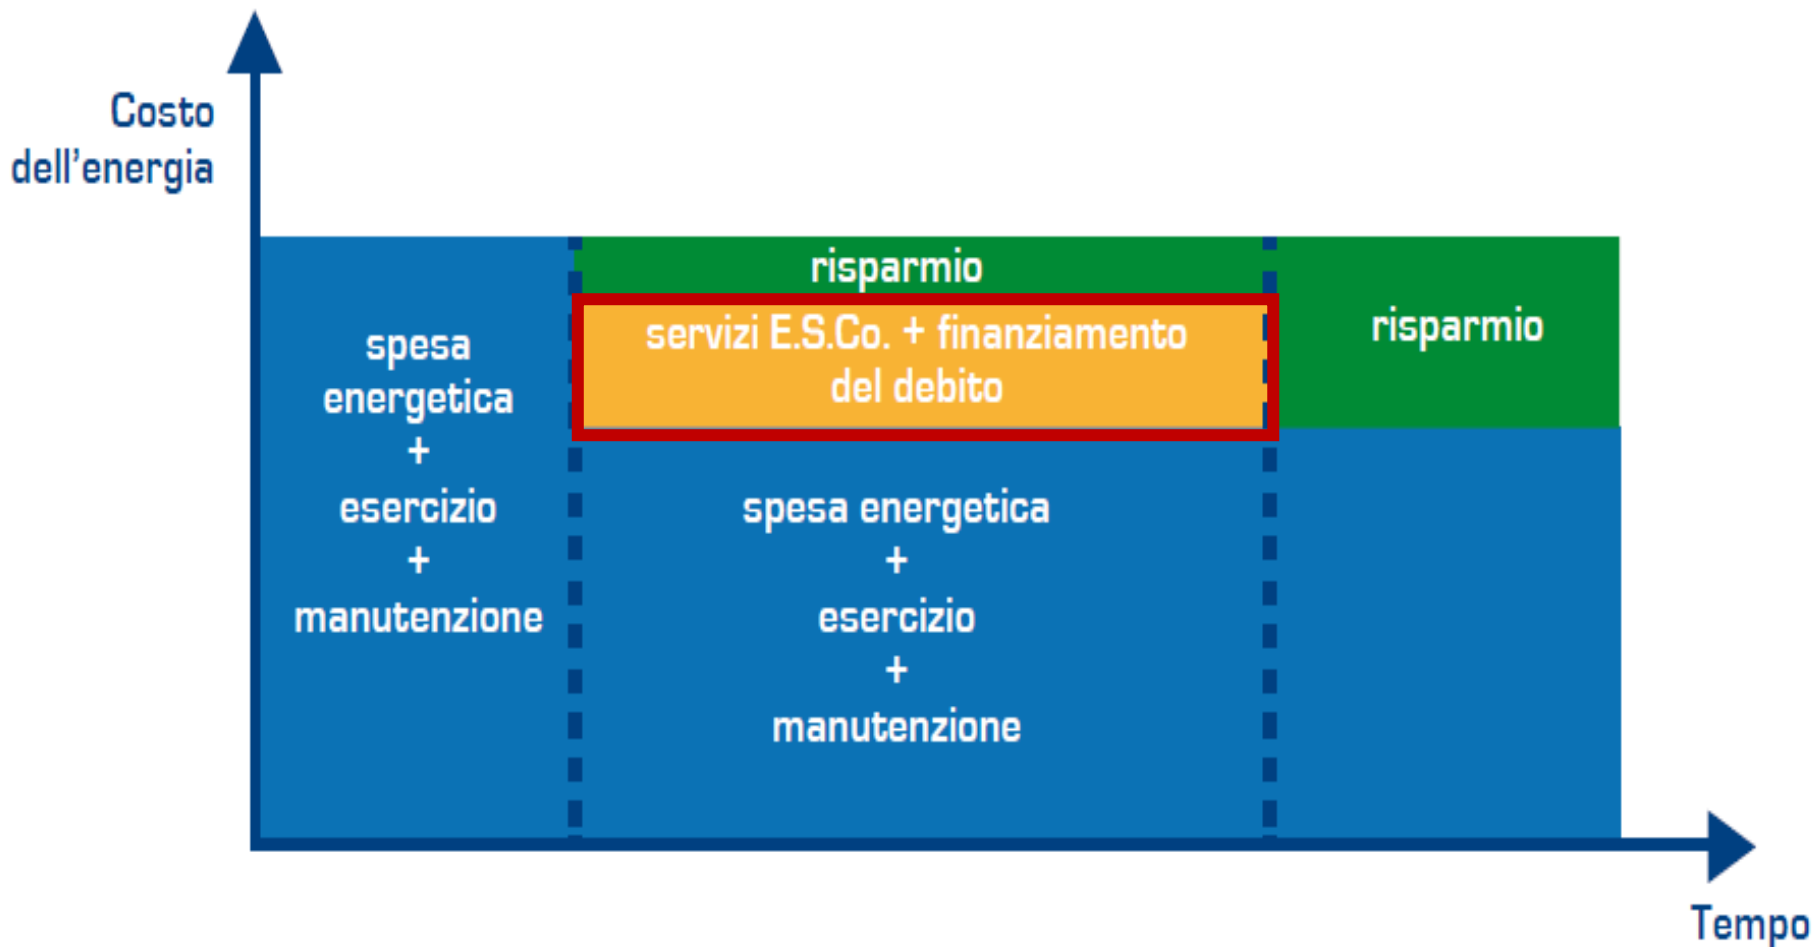 Costo
dell'energia
spesa
energetica
+
esercizio
+
manutenzione
risparmio
servizi E.S.Co. + finanziamento
del debito
spesa energetica
+
esercizio
+
manutenzione
risparmio
Tempo